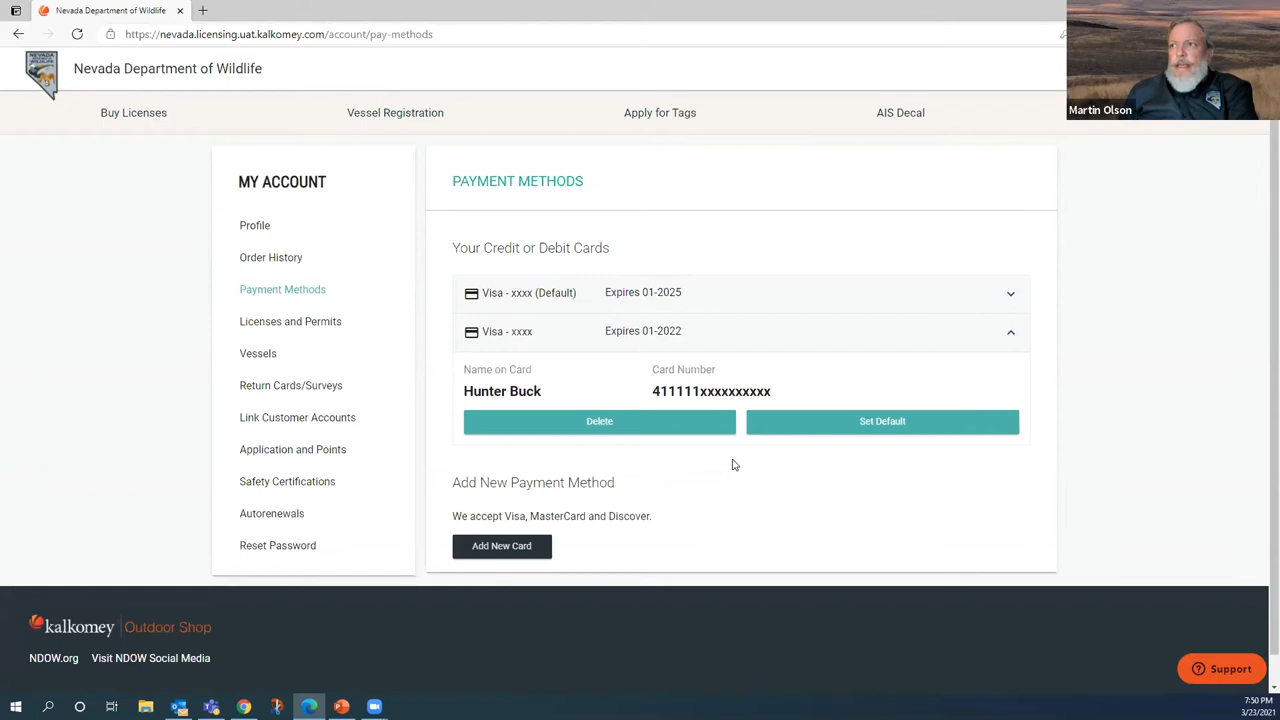 Nevada Department of Wildlife
https://nevada.licensing.uat.kalkomey.com/account/pay-methods
NEVADA
Nevada Department of Wildlife
Martin Olson
Buy Licenses
Vessel Registration
Apply for Tags
AIS Decal
MY ACCOUNT
Profile
Order History
Payment Methods
Licenses and Permits
Vessels
Return Cards/Surveys
Link Customer Accounts
Application and Points
Safety Certifications
Autorenewals
Reset Password
PAYMENT METHODS
Your Credit or Debit Cards
Visa - xxxx (Default) Expires 01-2025
Visa - xxxx Expires 01-2022
Name on Card Card Number
Hunter Buck 411111xxxxxxxxxx
Delete Set Default
Add New Payment Method
We accept Visa, MasterCard and Discover.
Add New Card
kalkomey | Outdoor Shop
NDOW.org Visit NDOW Social Media
Support
7:50 PM
3/23/2021